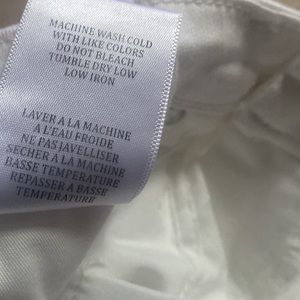 MACHINE WASH COLD
WITH LIKE COLORS
DO NOT BLEACH
TUMBLE DRY LOW
LOW IRON
LAVER A LA MACHINE
A L'EAU FROIDE
NE PAS JAVELLISER
SECHER A LA MACHINE
BASSE TEMPERATURE
REPASSER A BASSE
TEMPERATURE